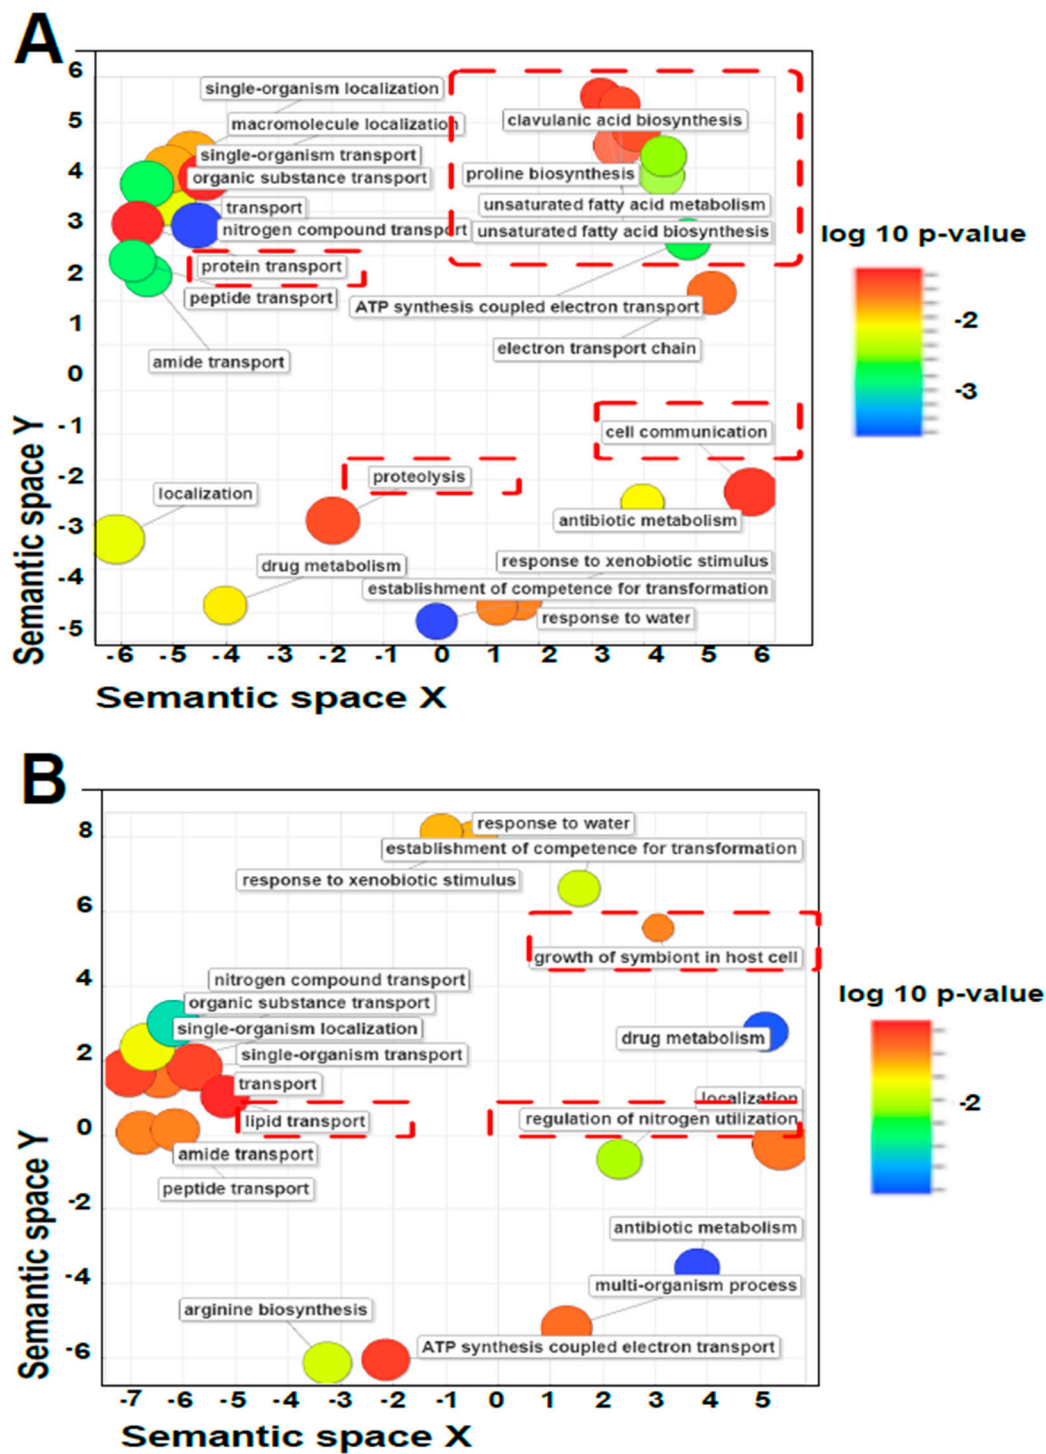 A
6
5
4
3
2
1
0
-1
-2
-3
-4
-5
Semantic space Y
single-organism localization
macromolecule localization
single-organism transport
organic substance transport
transport
nitrogen compound transport
protein transport
peptide transport
amide transport
clavulanic acid biosynthesis
proline biosynthesis
unsaturated fatty acid metabolism
unsaturated fatty acid biosynthesis
ATP synthesis coupled electron transport
electron transport chain
cell communication
proteolysis
localization
antibiotic metabolism
drug metabolism
response to xenobiotic stimulus
establishment of competence for transformation
response to water
-6 -5 -4 -3 -2 -1 0 1 2 3 4 5 6
Semantic space X
log 10 p-value
-2
-3
B
8
6
4
2
0
-2
-4
-6
Semantic space Y
response to water
establishment of competence for transformation
response to xenobiotic stimulus
growth of symbiont in host cell
nitrogen compound transport
organic substance transport
single-organism localization
single-organism transport
transport
lipid transport
amide transport
peptide transport
drug metabolism
localization
regulation of nitrogen utilization
antibiotic metabolism
multi-organism process
arginine biosynthesis
ATP synthesis coupled electron transport
-7 -6 -5 -4 -3 -2 -1 0 1 2 3 4 5
Semantic space X
log 10 p-value
-2